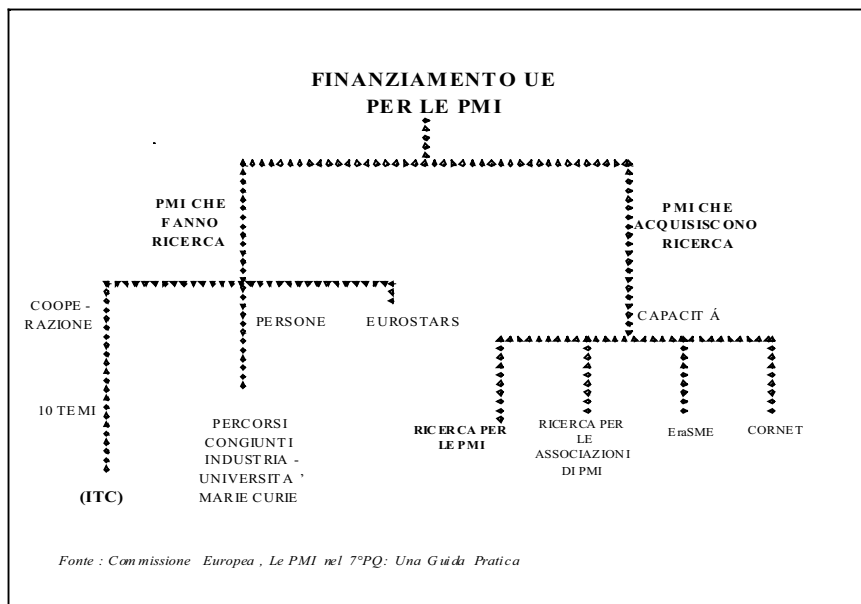 FINANZIAMENTO UE
PER LE PMI
PMI CHE
FANNO
RICERCA
PMI CHE
ACQUISISCONO
RICERCA
COOPE -
RAZIONE
PERSONE
EUROSTARS
CAPACIT Á
10 TEMI
(ITC)
PERCORSI
CONGIUNTI
INDUSTRIA -
UNIVERSITA ’
MARIE CURIE
RICERCA PER
LE PMI
RICERCA PER
LE
ASSOCIAZIONI
DI PMI
EraSME
CORNET
Fonte : Commissione Europea , Le PMI nel 7°PQ: Una Guida Pratica